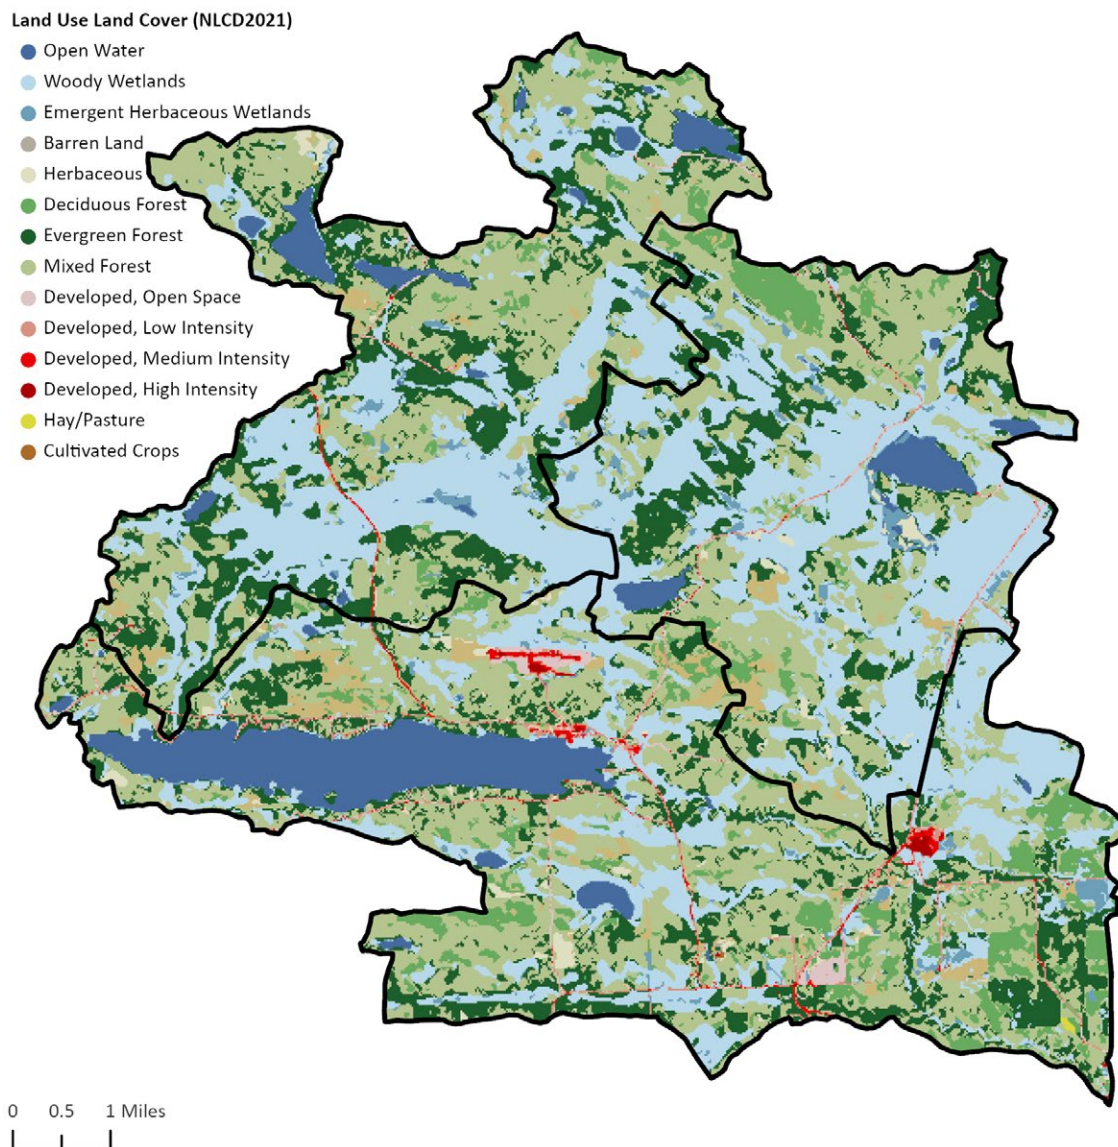 Land Use Land Cover (NLCD2021)
Open Water
Woody Wetlands
Emergent Herbaceous Wetlands
Barren Land
Herbaceous
Deciduous Forest
Evergreen Forest
Mixed Forest
Developed, Open Space
Developed, Low Intensity
Developed, Medium Intensity
Developed, High Intensity
Hay/Pasture
Cultivated Crops
0 0.5 1 Miles